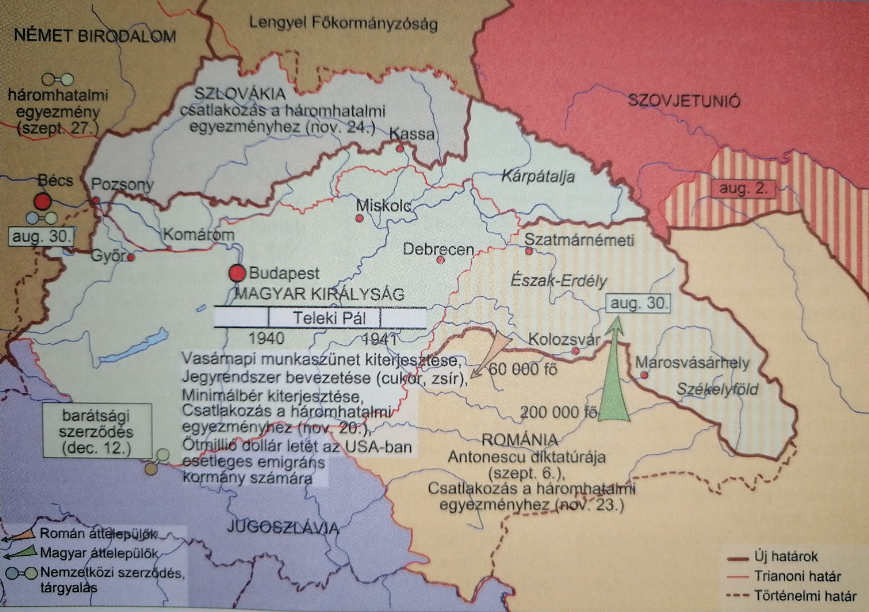 Lengyel Főkormányzóság
NÉMET BIRODALOM
háromhatalmi
egyezmény
(szept. 27.)
SZLOVÁKIA
csatlakozás a háromhatalmi
egyezményhez (nov. 24.)
SZOVJETUNIÓ
aug. 2.
Kassa
Kárpátalja
Bécs
aug. 30.
Pozsony
Miskolc
Komárom
Győr
Debrecen
Szatmárnémeti
Budapest
MAGYAR KIRÁLYSÁG
Észak-Erdély
aug. 30.
Teleki Pál
1940
1941
Kolozsvár
Marosvásárhely
Székelyföld
Vasárnapi munkaszünet kiterjesztése,
Jegyrendszer bevezetése (cukor, zsír),
Minimálbér kiterjesztése,
Csatlakozás a háromhatalmi
egyezményhez (nov. 20.),
Ötmillió dollár letét az USA-ban
esetleges emigráns
kormány számára
60 000 fő
200 000 fő
barátsági
szerződés
(dec. 12.)
ROMÁNIA
Antonescu diktatúrája
(szept. 6.),
Csatlakozás a háromhatalmi
egyezményhez (nov. 23.)
JUGOSZLÁVIA
Román áttelepülők
Magyar áttelepülők
Nemzetközi szerződés,
tárgyalás
Új határok
Trianoni határ
Történelmi határ